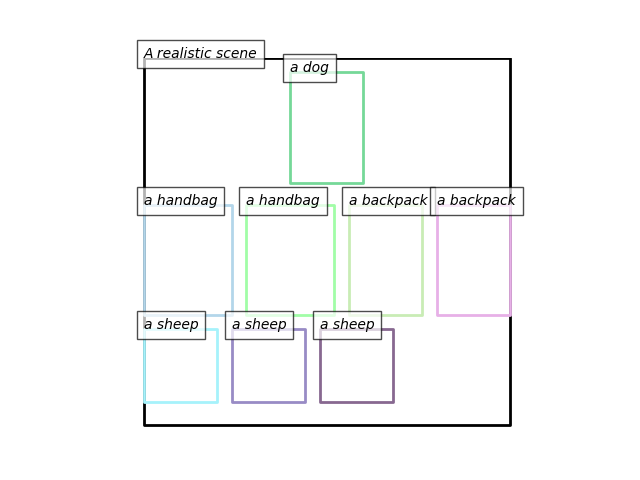 A realistic scene
a dog
a handbag
a handbag
a backpack
a backpack
a sheep
a sheep
a sheep